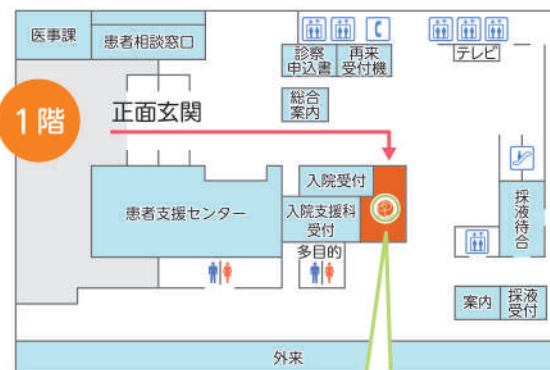 医事課
患者相談窓口
診察
申込書
再来
受付機
テレビ
総合
案内
1階
正面玄関
入院受付
患者支援センター
入院支援科
受付
採液待合
多目的
案内
採液
受付
外来